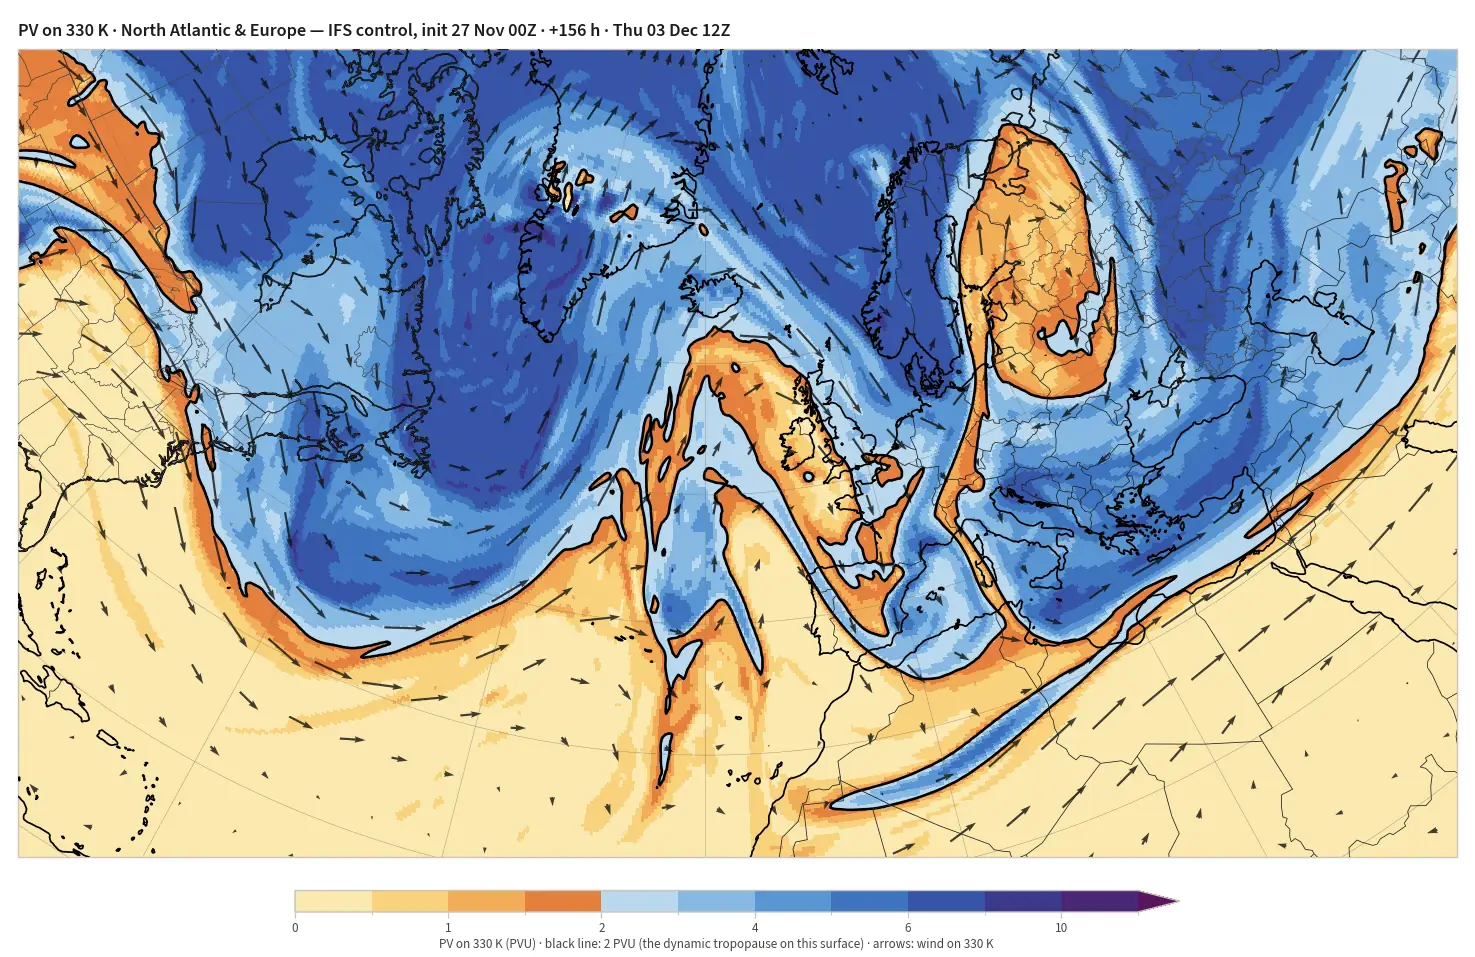 PV on 330 K · North Atlantic & Europe — IFS control, init 27 Nov 00Z · +156 h · Thu 03 Dec 12Z
0 1 2 4 6 10
PV on 330 K (PVU) · black line: 2 PVU (the dynamic tropopause on this surface) · arrows: wind on 330 K